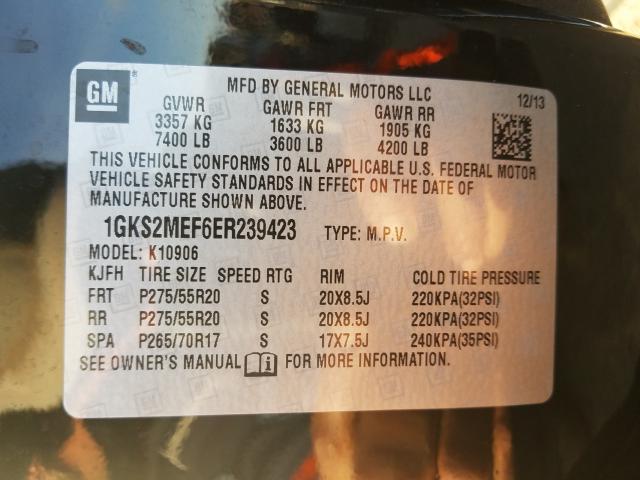 GM
MFD BY GENERAL MOTORS LLC 12/13
GVWR GAWR FRT GAWR RR
3357 KG 1633 KG 1905 KG
7400 LB 3600 LB 4200 LB
THIS VEHICLE CONFORMS TO ALL APPLICABLE U.S. FEDERAL MOTOR
VEHICLE SAFETY STANDARDS IN EFFECT ON THE DATE OF
MANUFACTURE SHOWN ABOVE.
1GKS2MEF6ER239423 TYPE: M.P.V.
MODEL: K10906
KJFH TIRE SIZE SPEED RTG RIM COLD TIRE PRESSURE
FRT P275/55R20 S 20X8.5J 220KPA(32PSI)
RR P275/55R20 S 20X8.5J 220KPA(32PSI)
SPA P265/70R17 S 17X7.5J 240KPA(35PSI)
SEE OWNER'S MANUAL i FOR MORE INFORMATION.